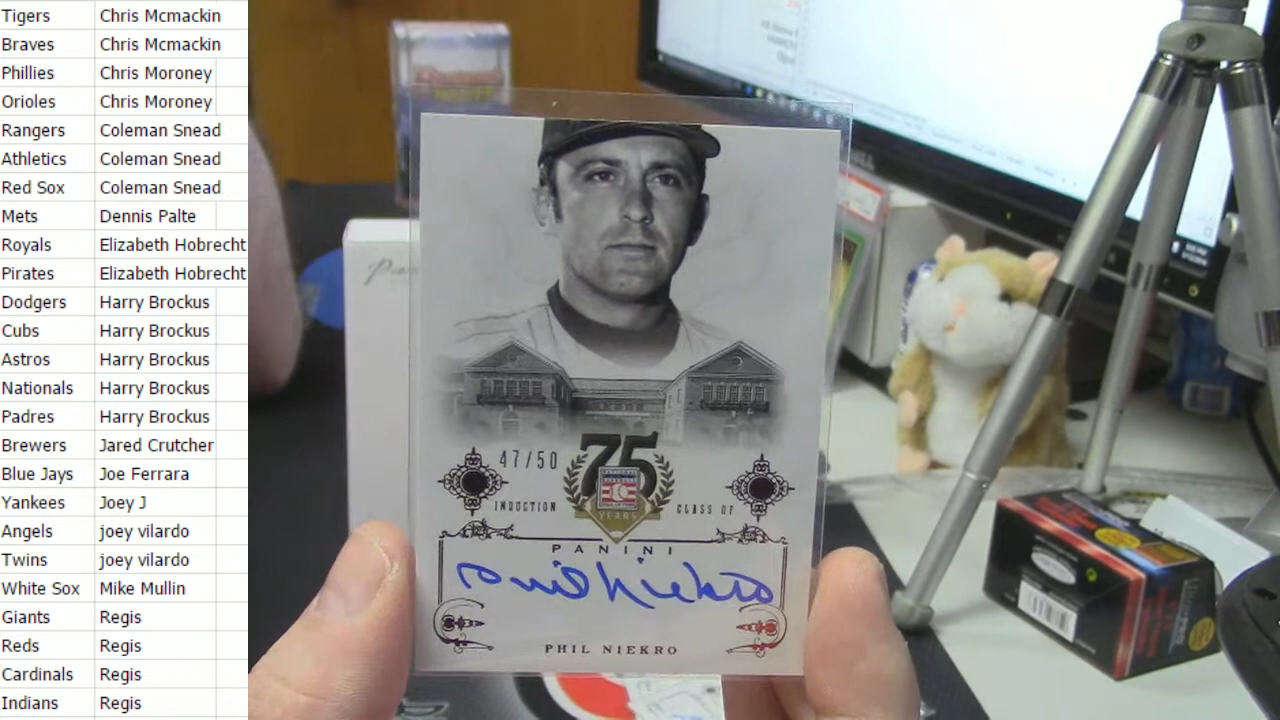 Tigers Chris Mcmackin
Braves Chris Mcmackin
Phillies Chris Moroney
Orioles Chris Moroney
Rangers Coleman Snead
Athletics Coleman Snead
Red Sox Coleman Snead
Mets Dennis Palte
Royals Elizabeth Hobrecht
Pirates Elizabeth Hobrecht
Dodgers Harry Brockus
Cubs Harry Brockus
Astros Harry Brockus
Nationals Harry Brockus
Padres Harry Brockus
Brewers Jared Crutcher
Blue Jays Joe Ferrara
Yankees Joey J
Angels joey vilardo
Twins joey vilardo
White Sox Mike Mullin
Giants Regis
Reds Regis
Cardinals Regis
Indians Regis
47/50
75
YEARS
INDUCTION CLASS OF
PANINI
Phil Niekro
PHIL NIEKRO
DELL